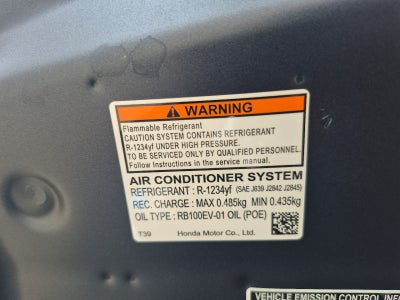 WARNING
Flammable Refrigerant
CAUTION SYSTEM CONTAINS REFRIGERANT
R-1234yf UNDER HIGH PRESSURE.
TO BE SERVICED ONLY BY QUALIFIED PERSONNEL.
Follow Instructions in the service manual.
AIR CONDITIONER SYSTEM
REFRIGERANT : R-1234yf (SAE J639 J2842 J2845)
REC. CHARGE : MAX 0.485kg MIN 0.435kg
OIL TYPE : RB100EV-01 OIL (POE)
T39 Honda Motor Co., Ltd.
VEHICLE EMISSION CONTROL